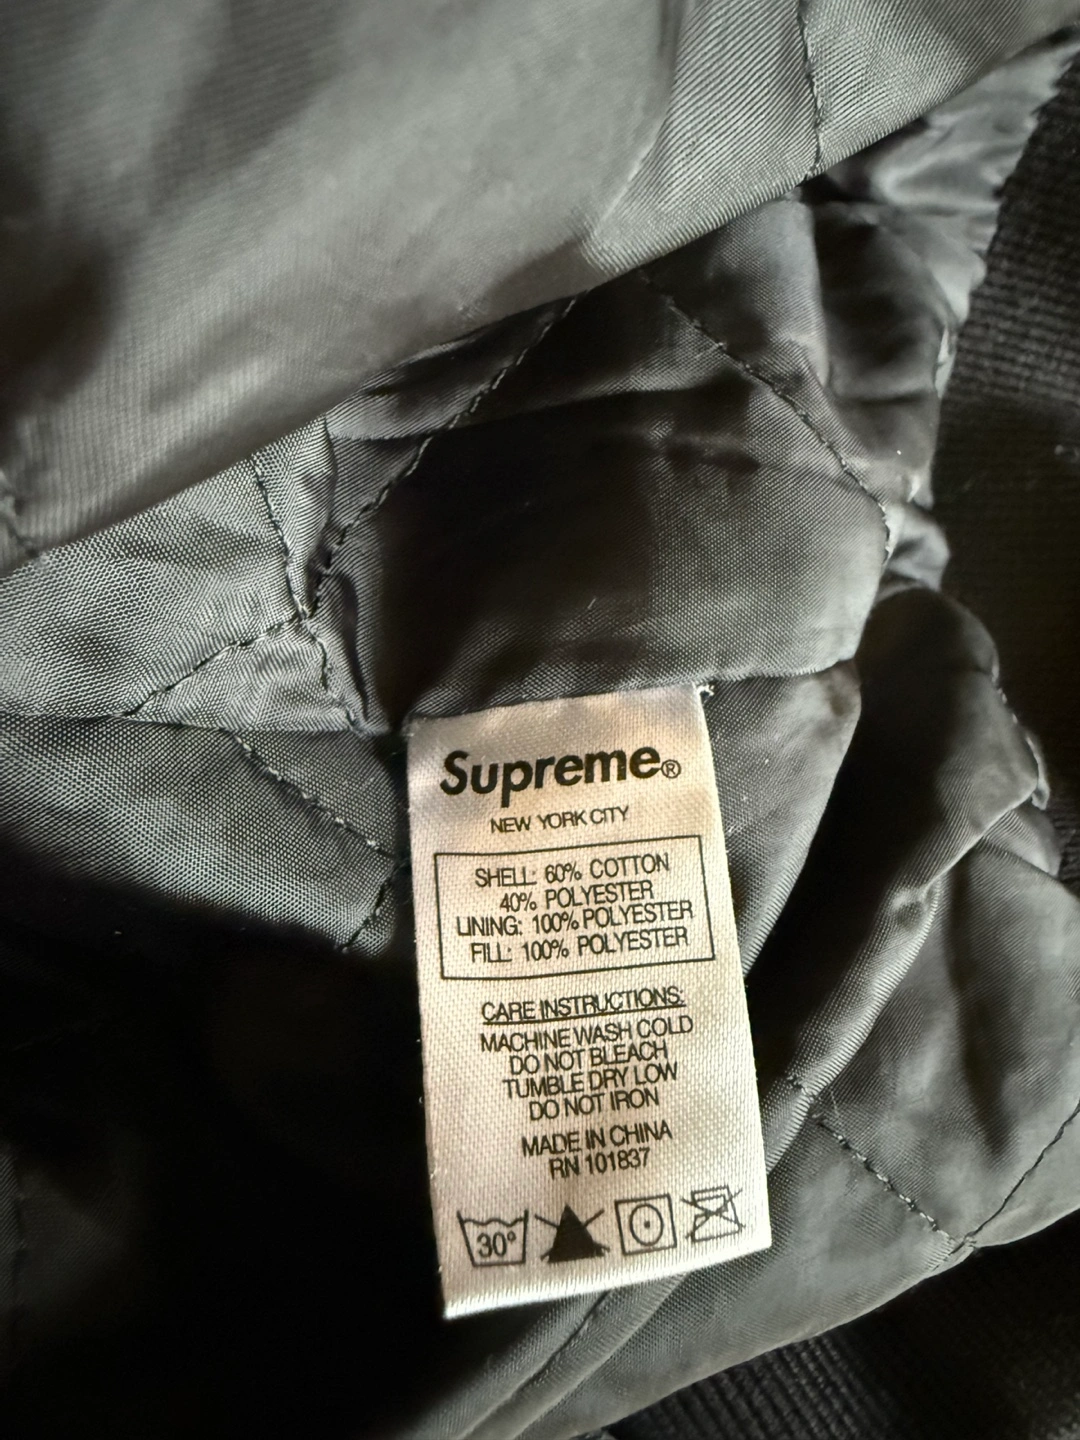 Supreme®
NEW YORK CITY
SHELL: 60% COTTON
40% POLYESTER
LINING: 100% POLYESTER
FILL: 100% POLYESTER
CARE INSTRUCTIONS:
MACHINE WASH COLD
DO NOT BLEACH
TUMBLE DRY LOW
DO NOT IRON
MADE IN CHINA
RN 101837
30°